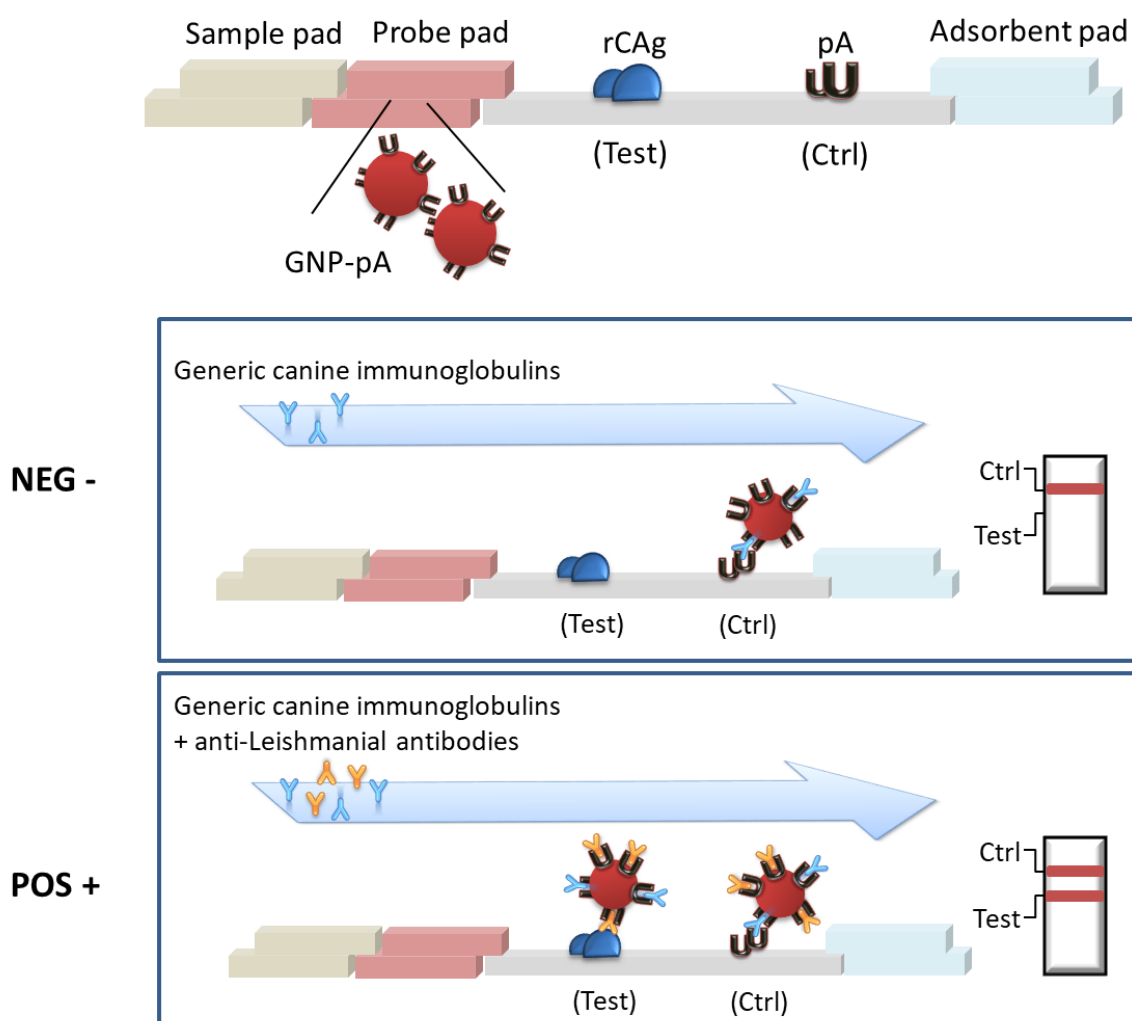 Sample pad
Probe pad
rCAg
pA
Adsorbent pad
(Test)
(Ctrl)
GNP-pA
Generic canine immunoglobulins
NEG -
Ctrl
Test
(Test)
(Ctrl)
Generic canine immunoglobulins
+ anti-Leishmanial antibodies
POS +
Ctrl
Test
(Test)
(Ctrl)